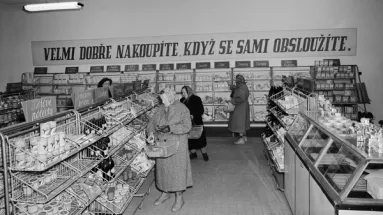 VELMI DOBŘE NAKOUPÍTE, KDYŽ SE SAMI OBSLOUŽÍTE.